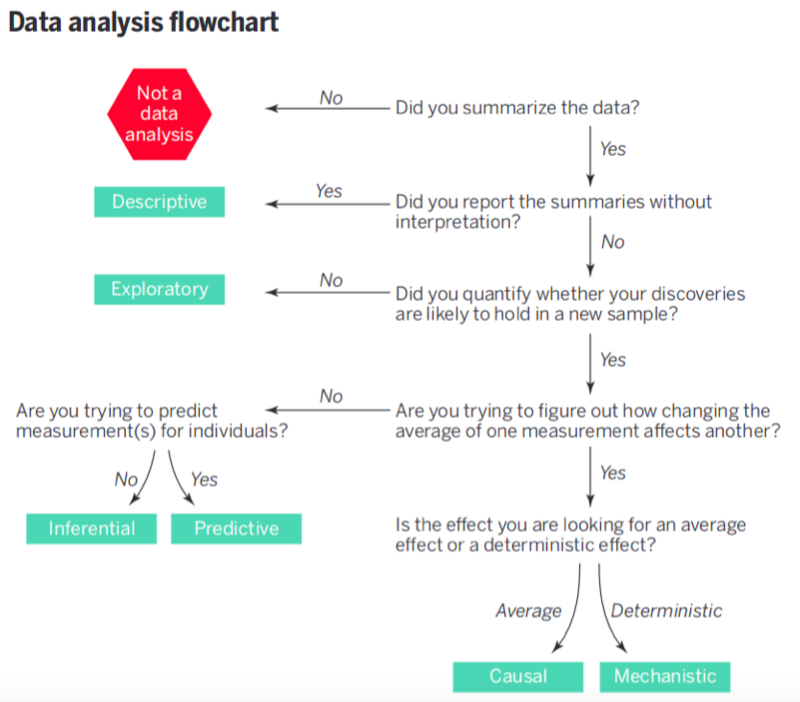 Data analysis flowchart
Not a
data
analysis
No
Did you summarize the data?
Yes
Descriptive
Yes
Did you report the summaries without
interpretation?
No
Exploratory
No
Did you quantify whether your discoveries
are likely to hold in a new sample?
Yes
Are you trying to predict
measurement(s) for individuals?
No
Are you trying to figure out how changing the
average of one measurement affects another?
No
Yes
Yes
Inferential
Predictive
Is the effect you are looking for an average
effect or a deterministic effect?
Average
Deterministic
Causal
Mechanistic